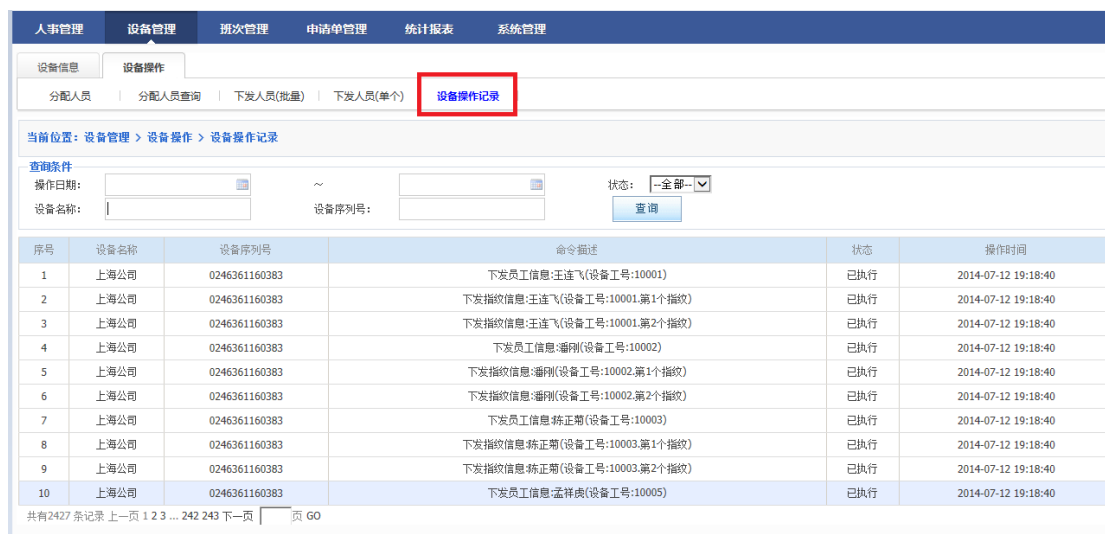 人事管理 设备管理 班次管理 申请单管理 统计报表 系统管理
设备信息 设备操作
分配人员 | 分配人员查询 | 下发人员(批量) | 下发人员(单个) 设备操作记录
当前位置：设备管理 > 设备操作 > 设备操作记录
查询条件
操作日期： ～ 状态： --全部--
设备名称： 设备序列号： 查询
序号 设备名称 设备序列号 命令描述 状态 操作时间
1 上海公司 0246361160383 下发员工信息:王连飞(设备工号:10001) 已执行 2014-07-12 19:18:40
2 上海公司 0246361160383 下发指纹信息:王连飞(设备工号:10001.第1个指纹) 已执行 2014-07-12 19:18:40
3 上海公司 0246361160383 下发指纹信息:王连飞(设备工号:10001.第2个指纹) 已执行 2014-07-12 19:18:40
4 上海公司 0246361160383 下发员工信息:潘刚(设备工号:10002) 已执行 2014-07-12 19:18:40
5 上海公司 0246361160383 下发指纹信息:潘刚(设备工号:10002.第1个指纹) 已执行 2014-07-12 19:18:40
6 上海公司 0246361160383 下发指纹信息:潘刚(设备工号:10002.第2个指纹) 已执行 2014-07-12 19:18:40
7 上海公司 0246361160383 下发员工信息:陈正菊(设备工号:10003) 已执行 2014-07-12 19:18:40
8 上海公司 0246361160383 下发指纹信息:陈正菊(设备工号:10003.第1个指纹) 已执行 2014-07-12 19:18:40
9 上海公司 0246361160383 下发指纹信息:陈正菊(设备工号:10003.第2个指纹) 已执行 2014-07-12 19:18:40
10 上海公司 0246361160383 下发员工信息:孟祥虎(设备工号:10005) 已执行 2014-07-12 19:18:40
共有2427 条记录 上一页 1 2 3 ... 242 243 下一页 页 GO